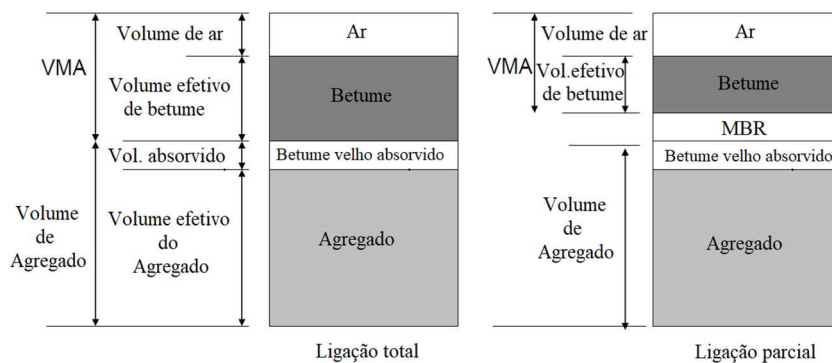 Volume de ar
VMA
Volume efetivo
de betume
Vol. absorvido
Volume
de
Agregado
Volume efetivo
do
Agregado
Ar
Betume
Betume velho absorvido
Agregado
Ligação total
Volume de ar
VMA
Vol.efetivo
de betume
Volume
de
Agregado
Ar
Betume
MBR
Betume velho absorvido
Agregado
Ligação parcial